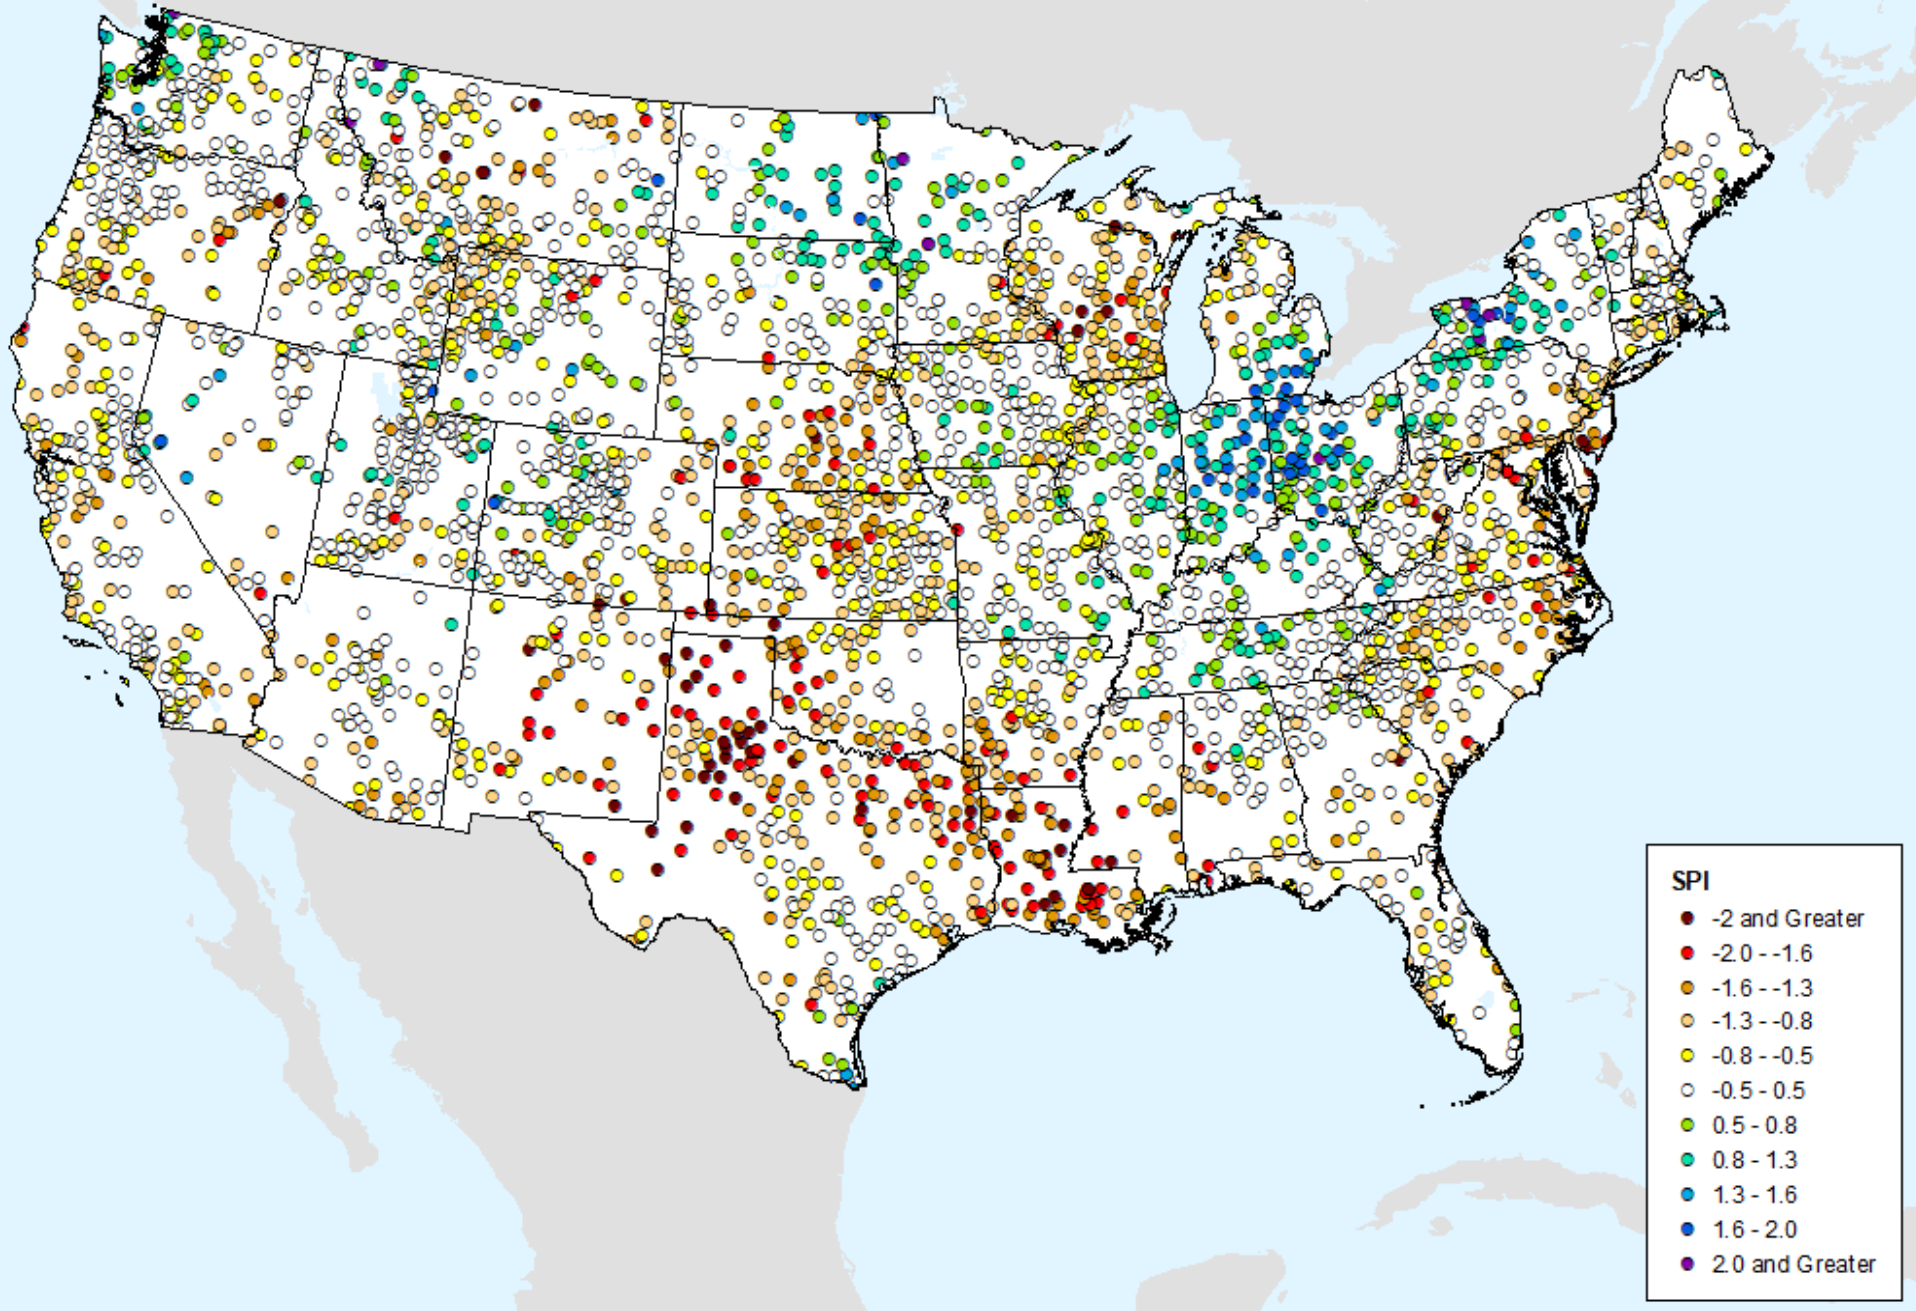 SPI
-2 and Greater
-2.0 - -1.6
-1.6 - -1.3
-1.3 - -0.8
-0.8 - -0.5
-0.5 - 0.5
0.5 - 0.8
0.8 - 1.3
1.3 - 1.6
1.6 - 2.0
2.0 and Greater